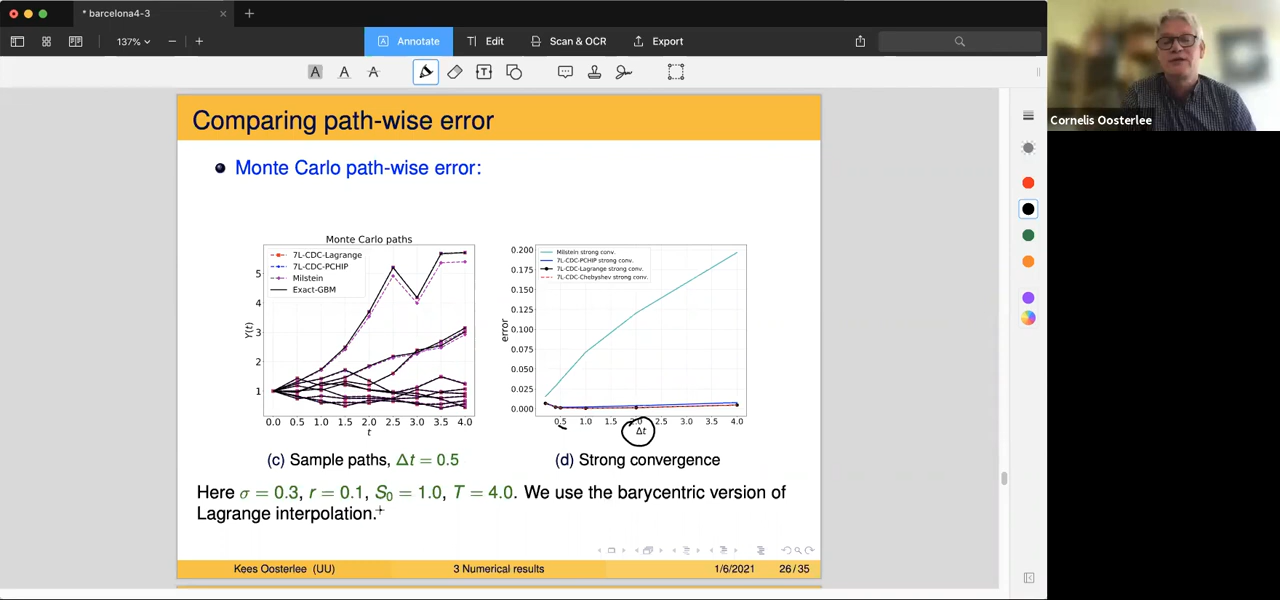 * barcelona4-3
137%
Annotate
Edit
Scan & OCR
Export
A A A T
Cornelis Oosterlee
Comparing path-wise error
Monte Carlo path-wise error:
Monte Carlo paths
7L-CDC-Lagrange
7L-CDC-PCHIP
Milstein
Exact-GBM
Y(t)
5
4
3
2
1
0.0 0.5 1.0 1.5 2.0 2.5 3.0 3.5 4.0
t
Milstein strong conv.
7L-CDC-PCHIP strong conv.
7L-CDC-Lagrange strong conv.
7L-CDC-Chebyshev strong conv.
error
0.200
0.175
0.150
0.125
0.100
0.075
0.050
0.025
0.000
0.5 1.0 1.5 2.0 2.5 3.0 3.5 4.0
Δt
(c) Sample paths, Δt = 0.5
(d) Strong convergence
Here σ = 0.3, r = 0.1, S₀ = 1.0, T = 4.0. We use the barycentric version of
Lagrange interpolation.
Kees Oosterlee (UU)
3 Numerical results
1/6/2021
26 / 35